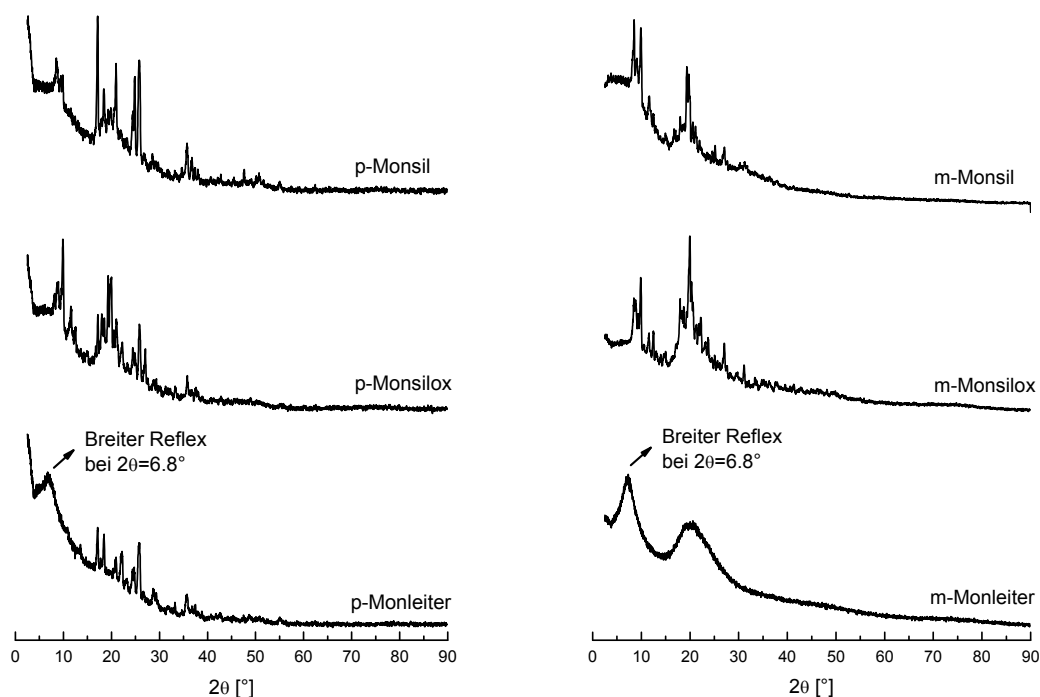 p-Monsil
p-Monsilox
Breiter Reflex
bei 2θ=6.8°
p-Monleiter
0 10 20 30 40 50 60 70 80 90
2θ [°]
m-Monsil
m-Monsilox
Breiter Reflex
bei 2θ=6.8°
m-Monleiter
0 10 20 30 40 50 60 70 80 90
2θ [°]